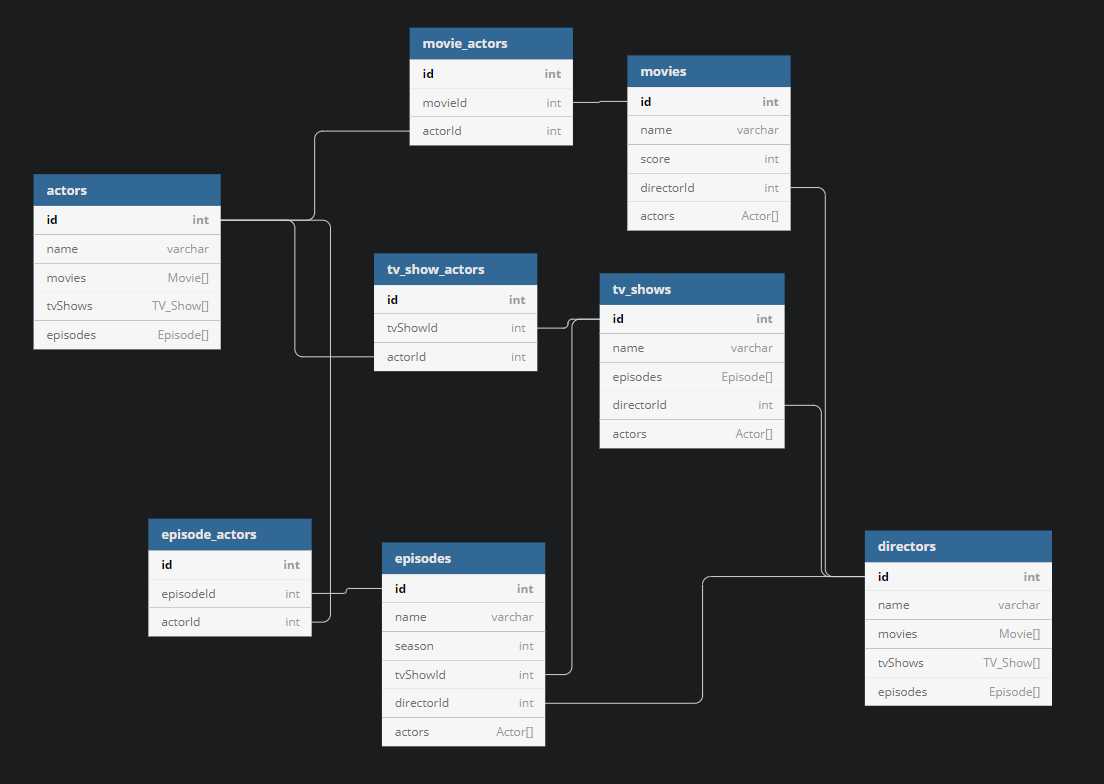 movie_actors
id int
movieId int
actorId int
movies
id int
name varchar
score int
directorId int
actors Actor[]
actors
id int
name varchar
movies Movie[]
tvShows TV_Show[]
episodes Episode[]
tv_show_actors
id int
tvShowId int
actorId int
tv_shows
id int
name varchar
episodes Episode[]
directorId int
actors Actor[]
episode_actors
id int
episodeId int
actorId int
episodes
id int
name varchar
season int
tvShowId int
directorId int
actors Actor[]
directors
id int
name varchar
movies Movie[]
tvShows TV_Show[]
episodes Episode[]